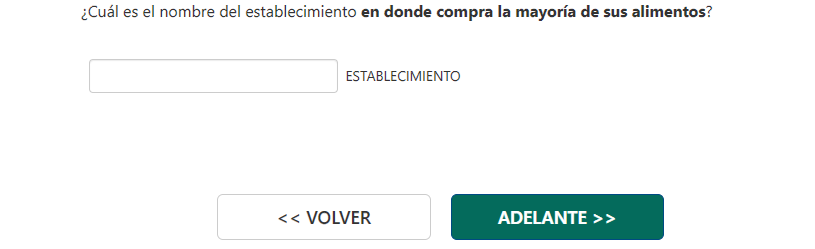 ¿Cuál es el nombre del establecimiento en donde compra la mayoría de sus alimentos?
ESTABLECIMIENTO
<< VOLVER
ADELANTE >>